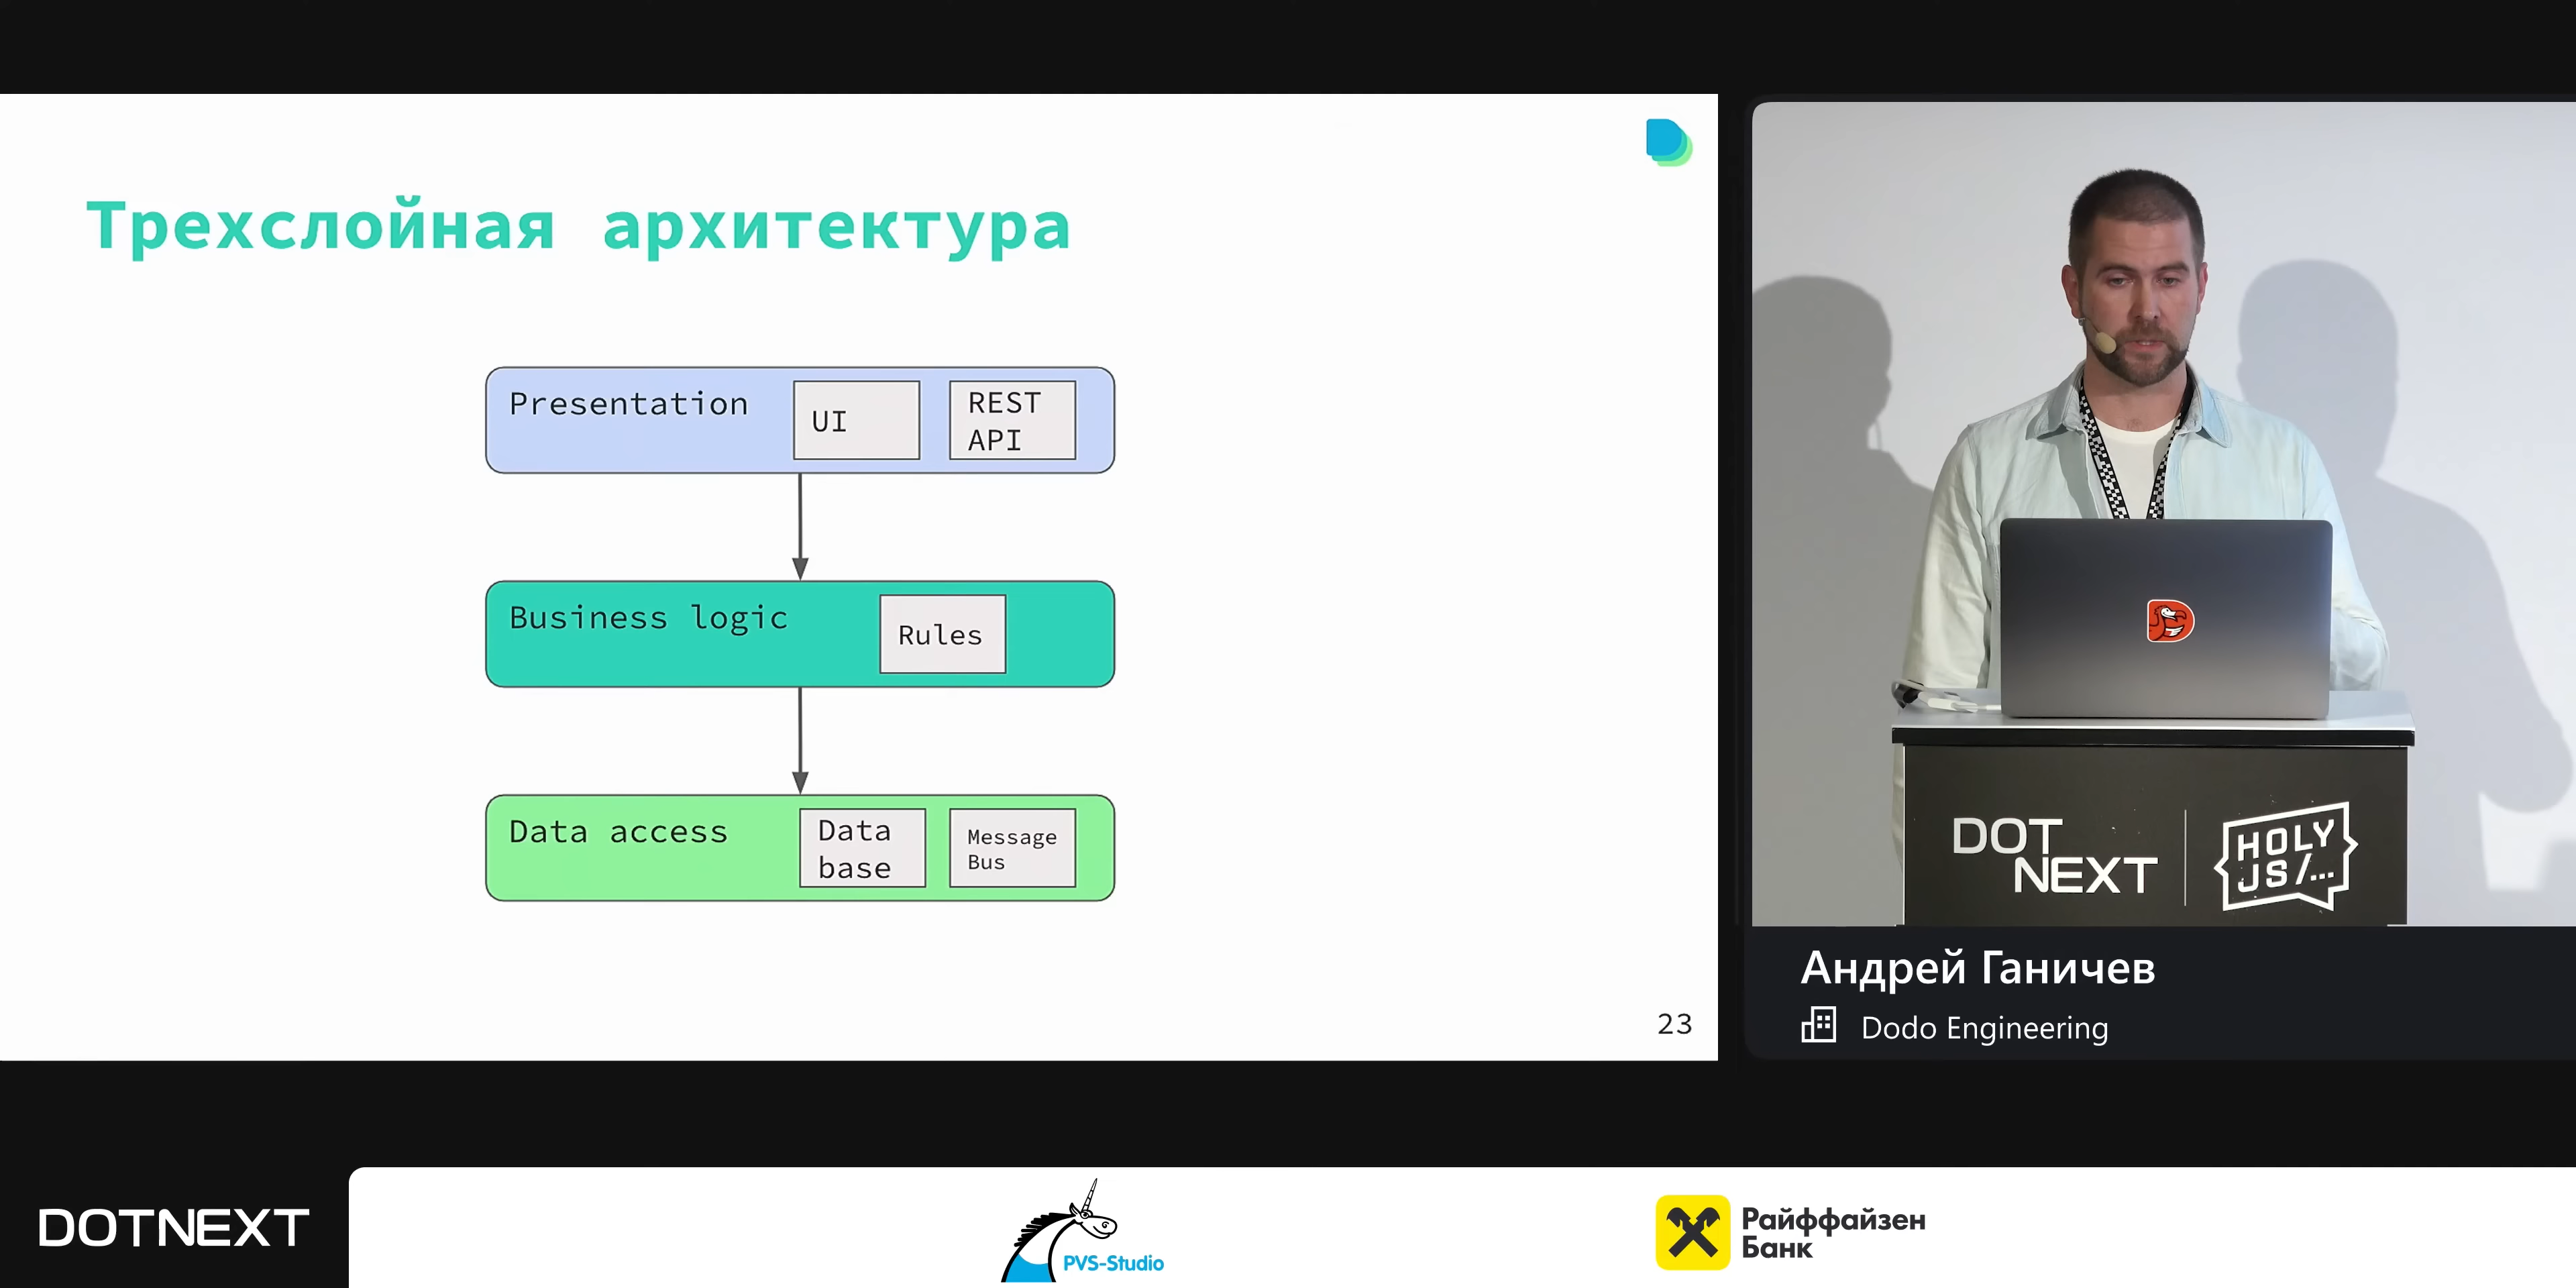 Трехслойная архитектура
Presentation
UI
REST
API
Business logic
Rules
Data access
Data
base
Message
Bus
23
DOT
NEXT
HOLY
JS/...
Андрей Ганичев
Dodo Engineering
DOTNEXT
PVS-Studio
Райффайзен
Банк